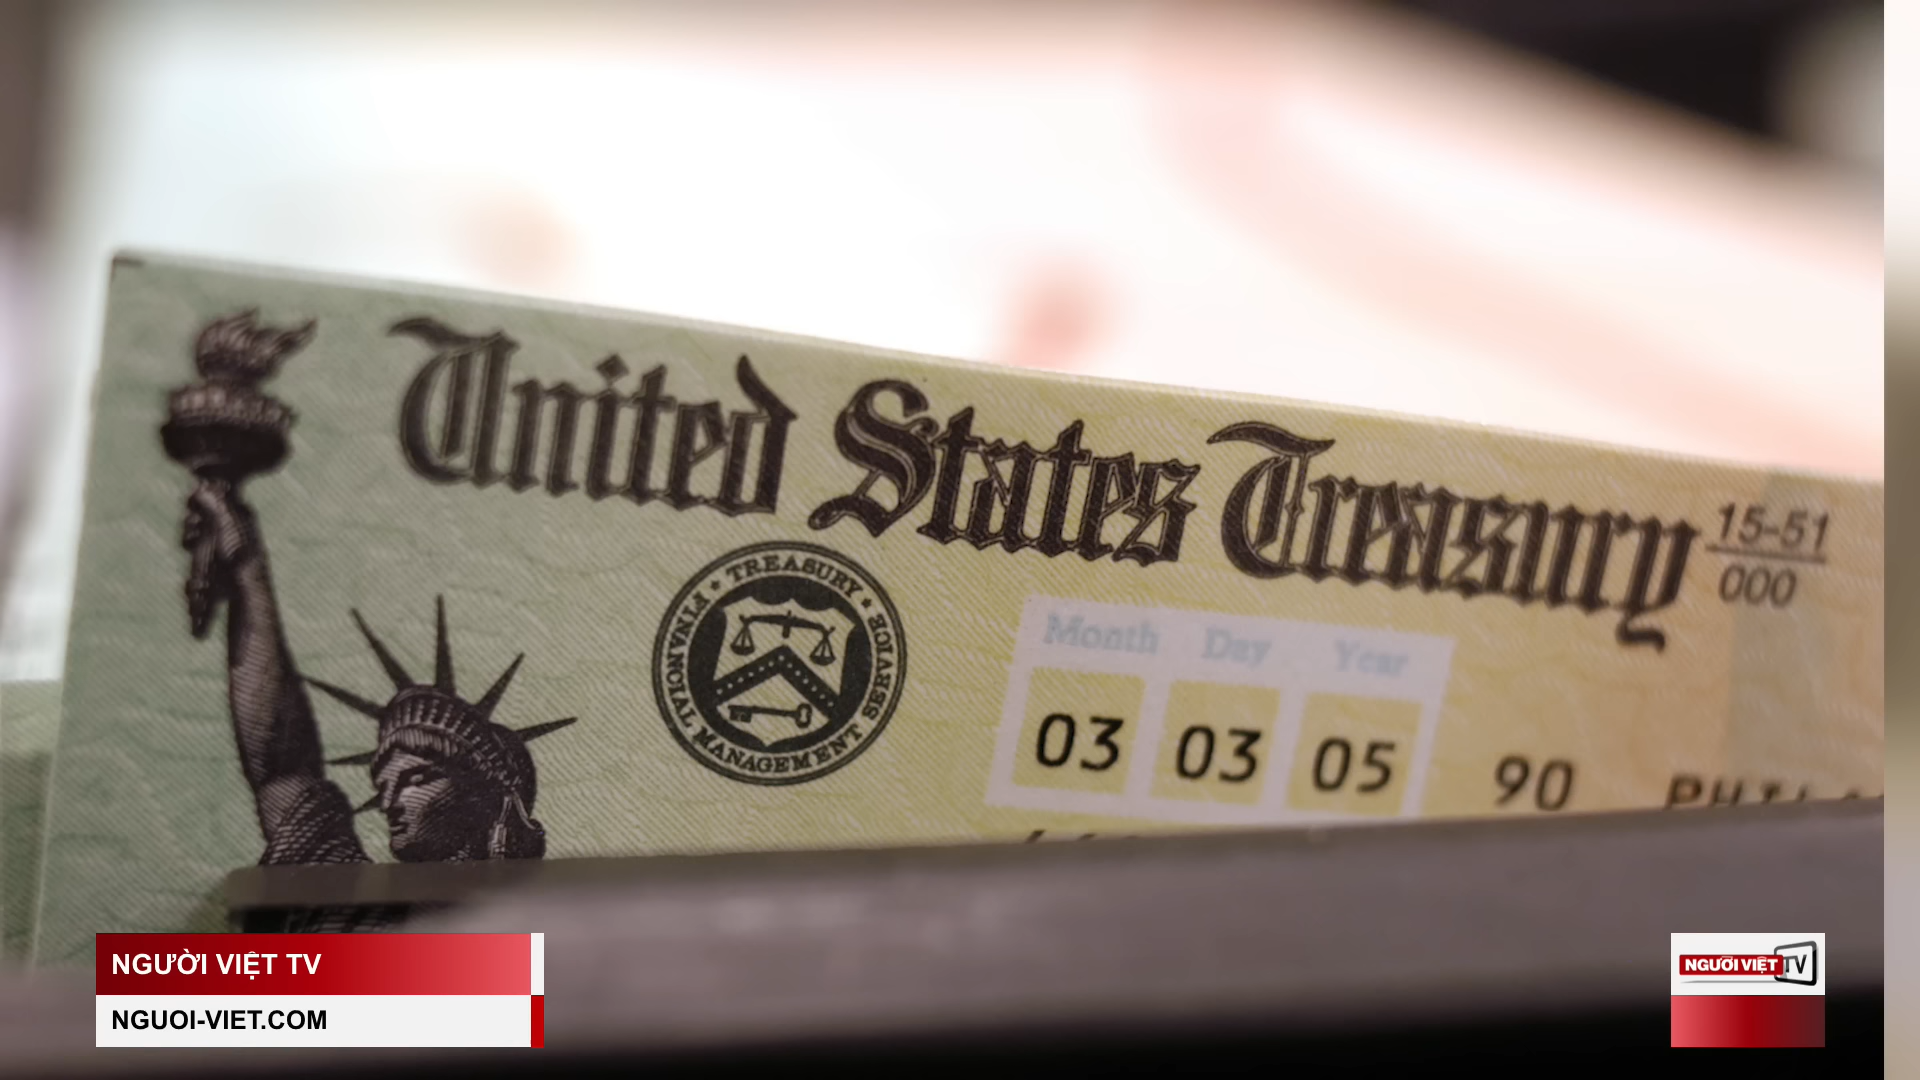 United States Treasury
15-51
000
TREASURY
FINANCIAL MANAGEMENT SERVICE
Month Day Year
03 03 05 90
NGƯỜI VIỆT TV
NGUOI-VIET.COM
NGƯỜI VIỆT TV